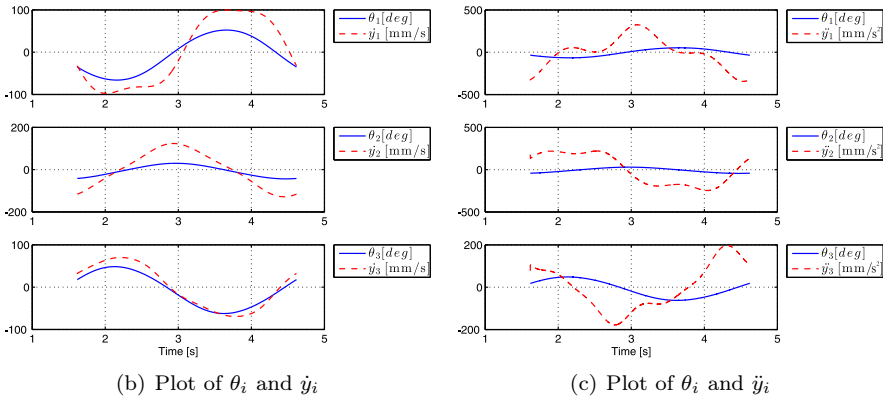 100
0
-100
1 2 3 4 5
θ₁[deg]
ẏ₁ [mm/s]
200
0
-200
1 2 3 4 5
θ₂[deg]
ẏ₂ [mm/s]
100
0
-100
1 2 3 4 5
Time [s]
θ₃[deg]
ẏ₃ [mm/s]
(b) Plot of θᵢ and ẏᵢ
500
0
-500
1 2 3 4 5
θ₁[deg]
ÿ₁ [mm/s²]
500
0
-500
1 2 3 4 5
θ₂[deg]
ÿ₂ [mm/s²]
200
0
-200
1 2 3 4 5
Time [s]
θ₃[deg]
ÿ₃ [mm/s²]
(c) Plot of θᵢ and ÿᵢ